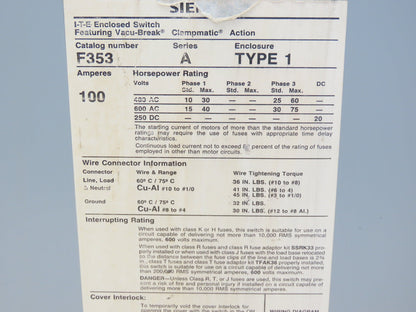 SIE
I-T-E Enclosed Switch
Featuring Vacu-Break® Clampmatic® Action
Catalog number Series Enclosure
F353 A TYPE 1
Amperes Horsepower Rating
Volts Phase 1 Phase 2 Phase 3 DC
Std. Max. Std. Max. Std. Max.
100
480 AC 10 30 — — 25 60 —
600 AC 15 40 — — 30 75 —
250 DC — — — — — — 20
The starting current of motors of more than the standard horsepower
rating may require the use of fuses with appropriate time delay
characteristics.
Continuous load current not to exceed percent of the rating of fuses
employed in other than motor circuits.
Wire Connector Information
Connector Wire & Range Wire Tightening Torque
Line, Load 60° C / 75° C 36 IN. LBS. (#10 to #8)
& Neutral Cu-Al #10 to #1/0 41 IN. LBS. (#6 to 4)
45 IN. LBS. (#3 to #1/0)
Ground 60° C / 75° C 32 IN. LBS.
Cu-Al #8 to #4 30 IN. LBS. (#12 to #8 Al.)
Interrupting Rating
When used with class K or H fuses, this switch is suitable for use on a
circuit capable of delivering not more than 10,000 RMS symmetrical
amperes, 600 volts maximum.
When used with class R fuses and class R fuse adaptor kit SSRK33
perly installed or when used with class J fuses with the load base relocated
so the distance between the fuse clips of the line and load bases is
in., class T fuses and class T fuse adaptor kit TFAK36 properly installed,
this switch is suitable for use on a circuit capable of delivering not more
than 200,000 RMS symmetrical amperes, 600 volts maximum.
DANGER—Unless Class R, T, or J fuses are used, this switch may pre-
sent a risk of fire and personal injury if installed on a circuit capable of
delivering more than 10,000 RMS symmetrical amperes.
Cover Interlock:
To temporarily void the cover interlock for
WIRING DIAGRAM